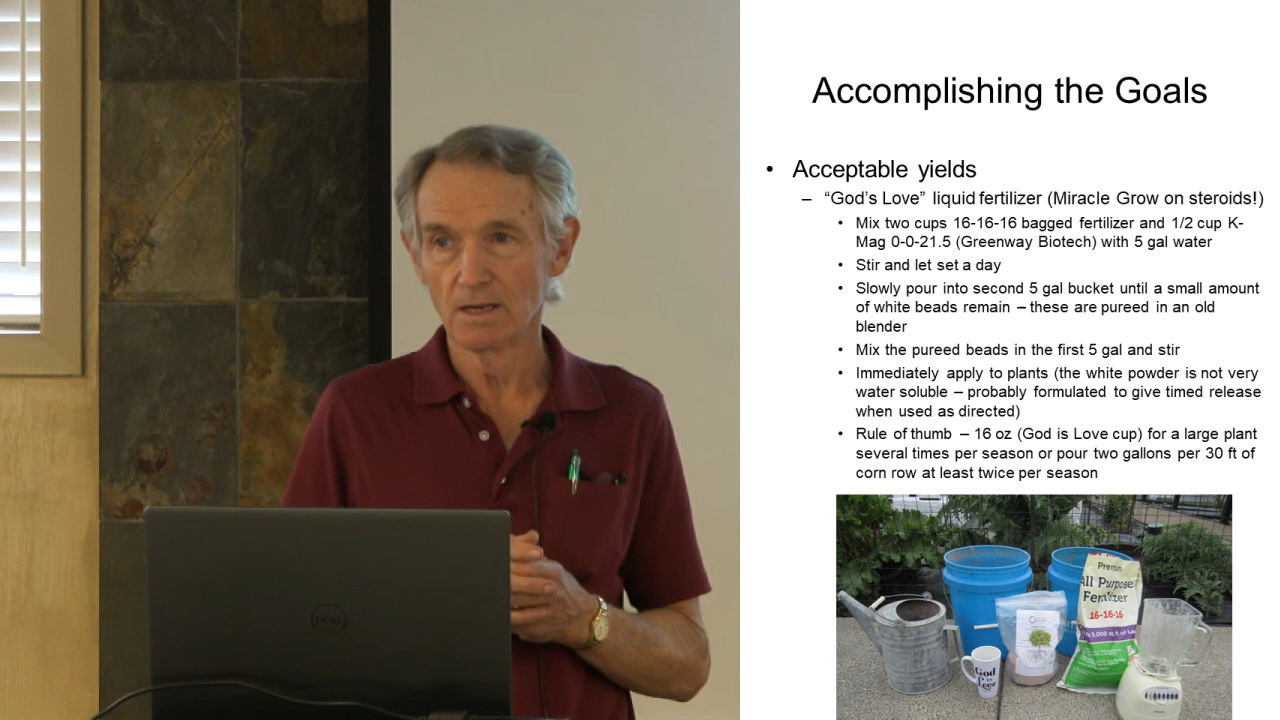 Accomplishing the Goals
• Acceptable yields
– “God’s Love” liquid fertilizer (Miracle Grow on steroids!)
• Mix two cups 16-16-16 bagged fertilizer and 1/2 cup K-
Mag 0-0-21.5 (Greenway Biotech) with 5 gal water
• Stir and let set a day
• Slowly pour into second 5 gal bucket until a small amount
of white beads remain – these are pureed in an old
blender
• Mix the pureed beads in the first 5 gal and stir
• Immediately apply to plants (the white powder is not very
water soluble – probably formulated to give timed release
when used as directed)
• Rule of thumb – 16 oz (God is Love cup) for a large plant
several times per season or pour two gallons per 30 ft of
corn row at least twice per season
All Purpose
Fertilizer
16-16-16
God
is
Love
DELL